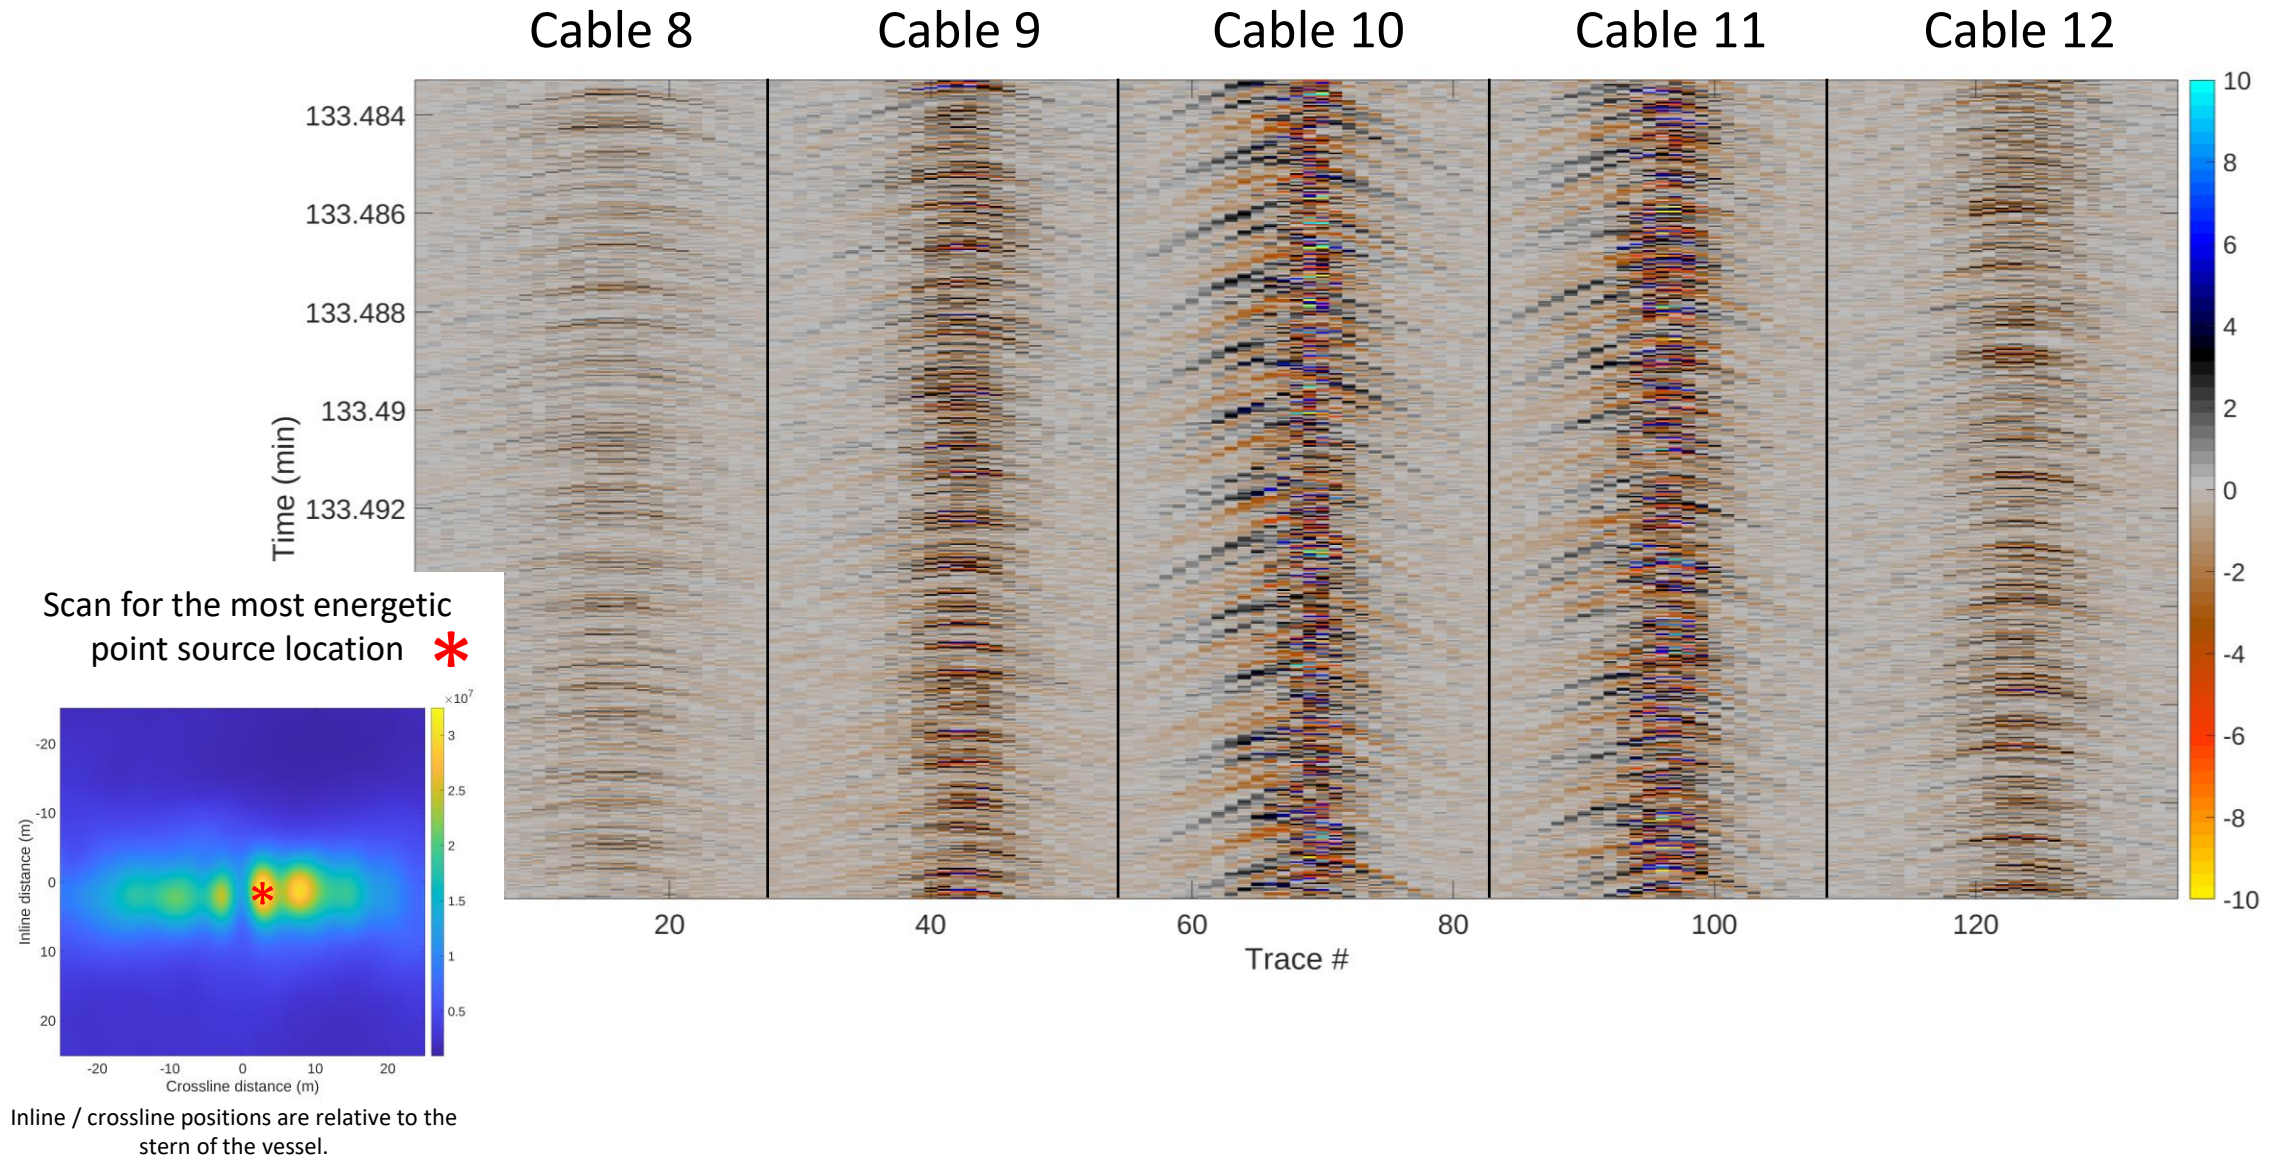 Cable 8 Cable 9 Cable 10 Cable 11 Cable 12
133.484
133.486
133.488
133.49
133.492
Time (min)
20 40 60 80 100 120
Trace #
10
8
6
4
2
0
-2
-4
-6
-8
-10
Scan for the most energetic
point source location *
×10⁷
3
2.5
2
1.5
1
0.5
-20
-10
0
10
20
Inline distance (m)
*
-20 -10 0 10 20
Crossline distance (m)
Inline / crossline positions are relative to the
stern of the vessel.